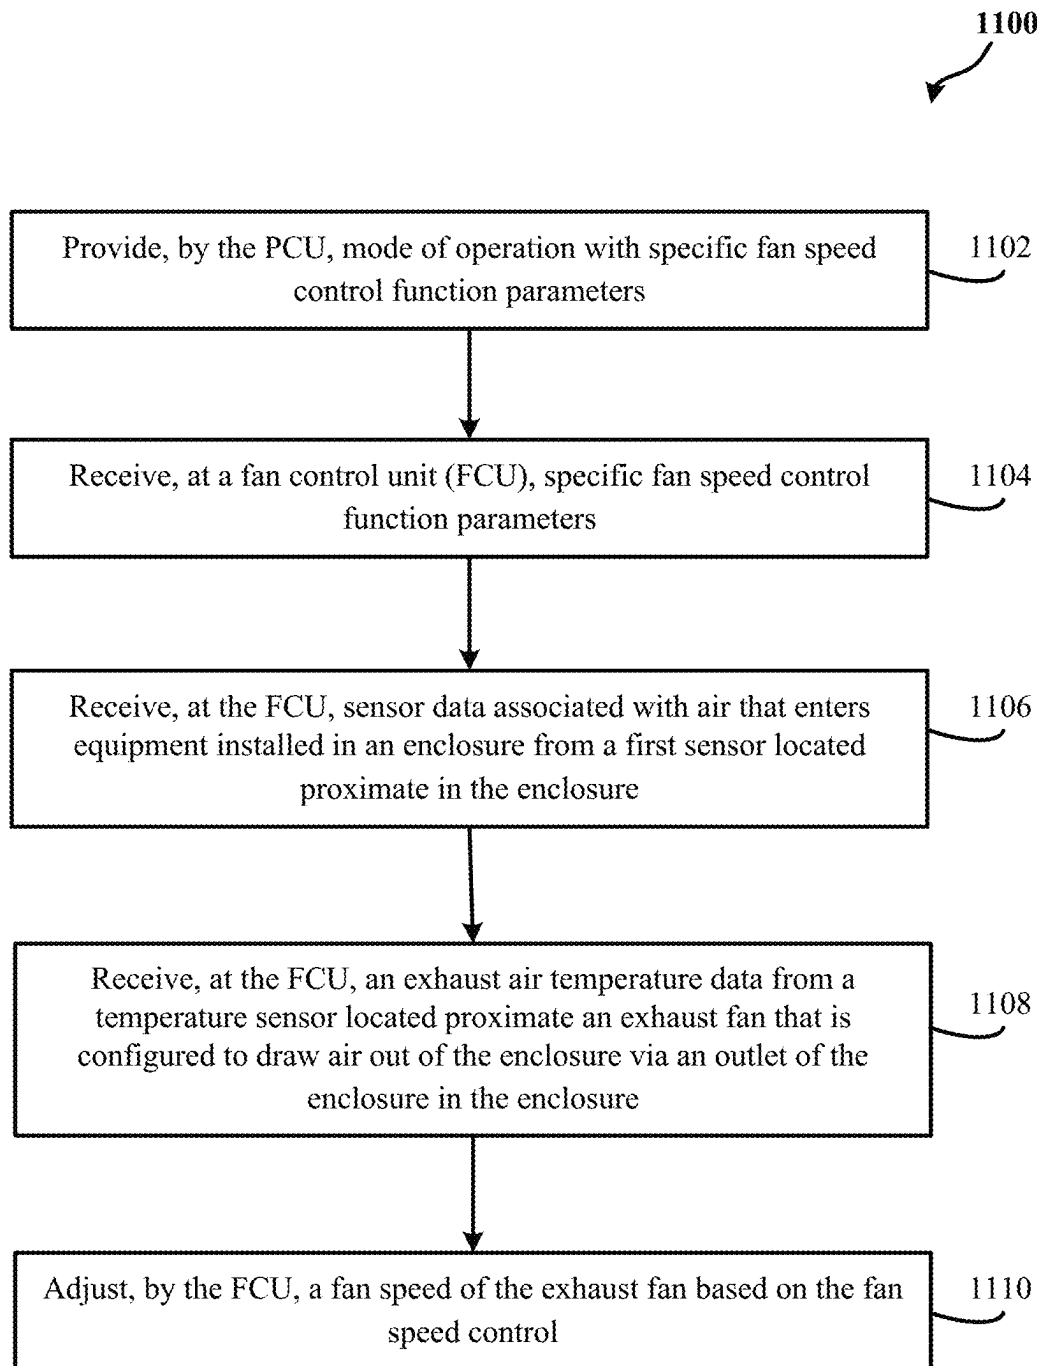 1100
Provide, by the PCU, mode of operation with specific fan speed
control function parameters
1102
Receive, at a fan control unit (FCU), specific fan speed control
function parameters
1104
Receive, at the FCU, sensor data associated with air that enters
equipment installed in an enclosure from a first sensor located
proximate in the enclosure
1106
Receive, at the FCU, an exhaust air temperature data from a
temperature sensor located proximate an exhaust fan that is
configured to draw air out of the enclosure via an outlet of the
enclosure in the enclosure
1108
Adjust, by the FCU, a fan speed of the exhaust fan based on the fan
speed control
1110